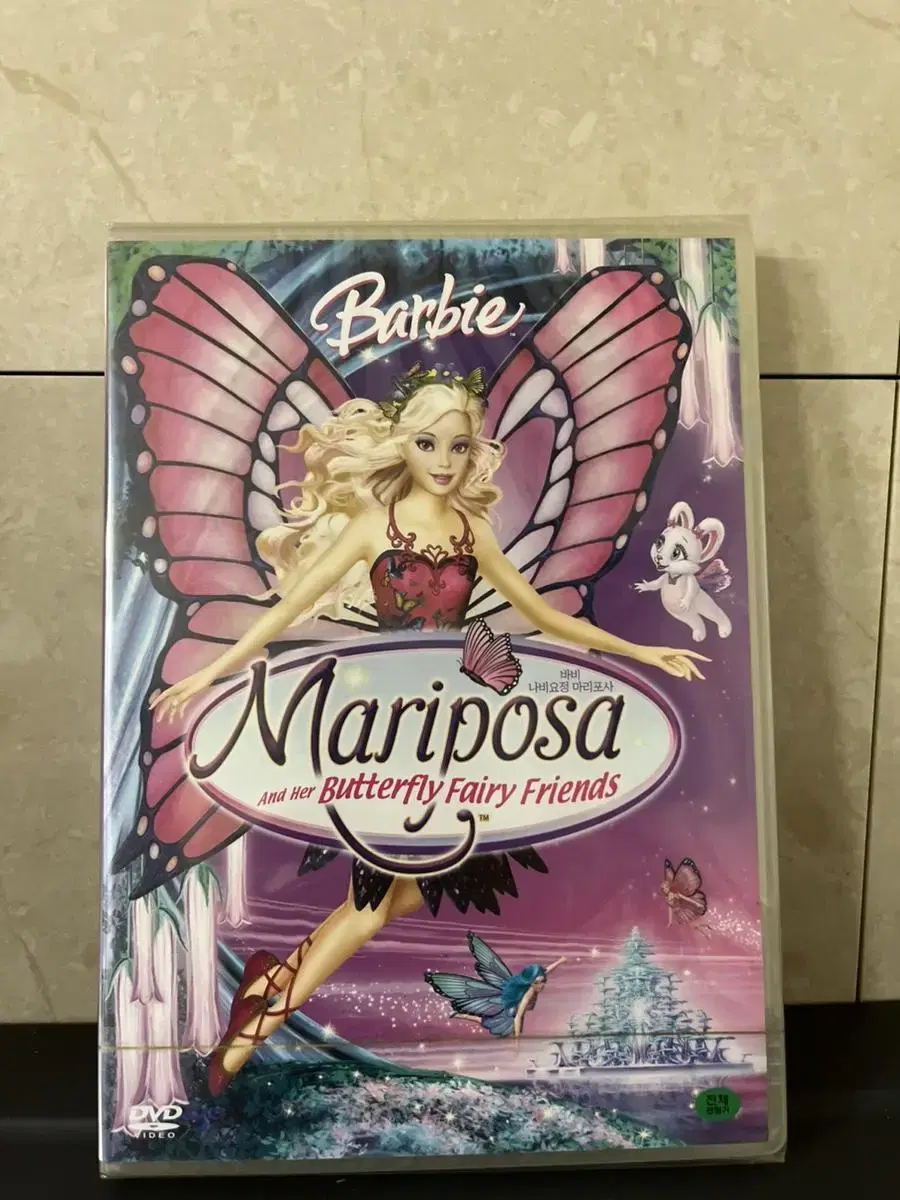 Barbie
바비
나비요정 마리포사
Mariposa
And Her Butterfly Fairy Friends
TM
DVD
VIDEO
전체
관람가